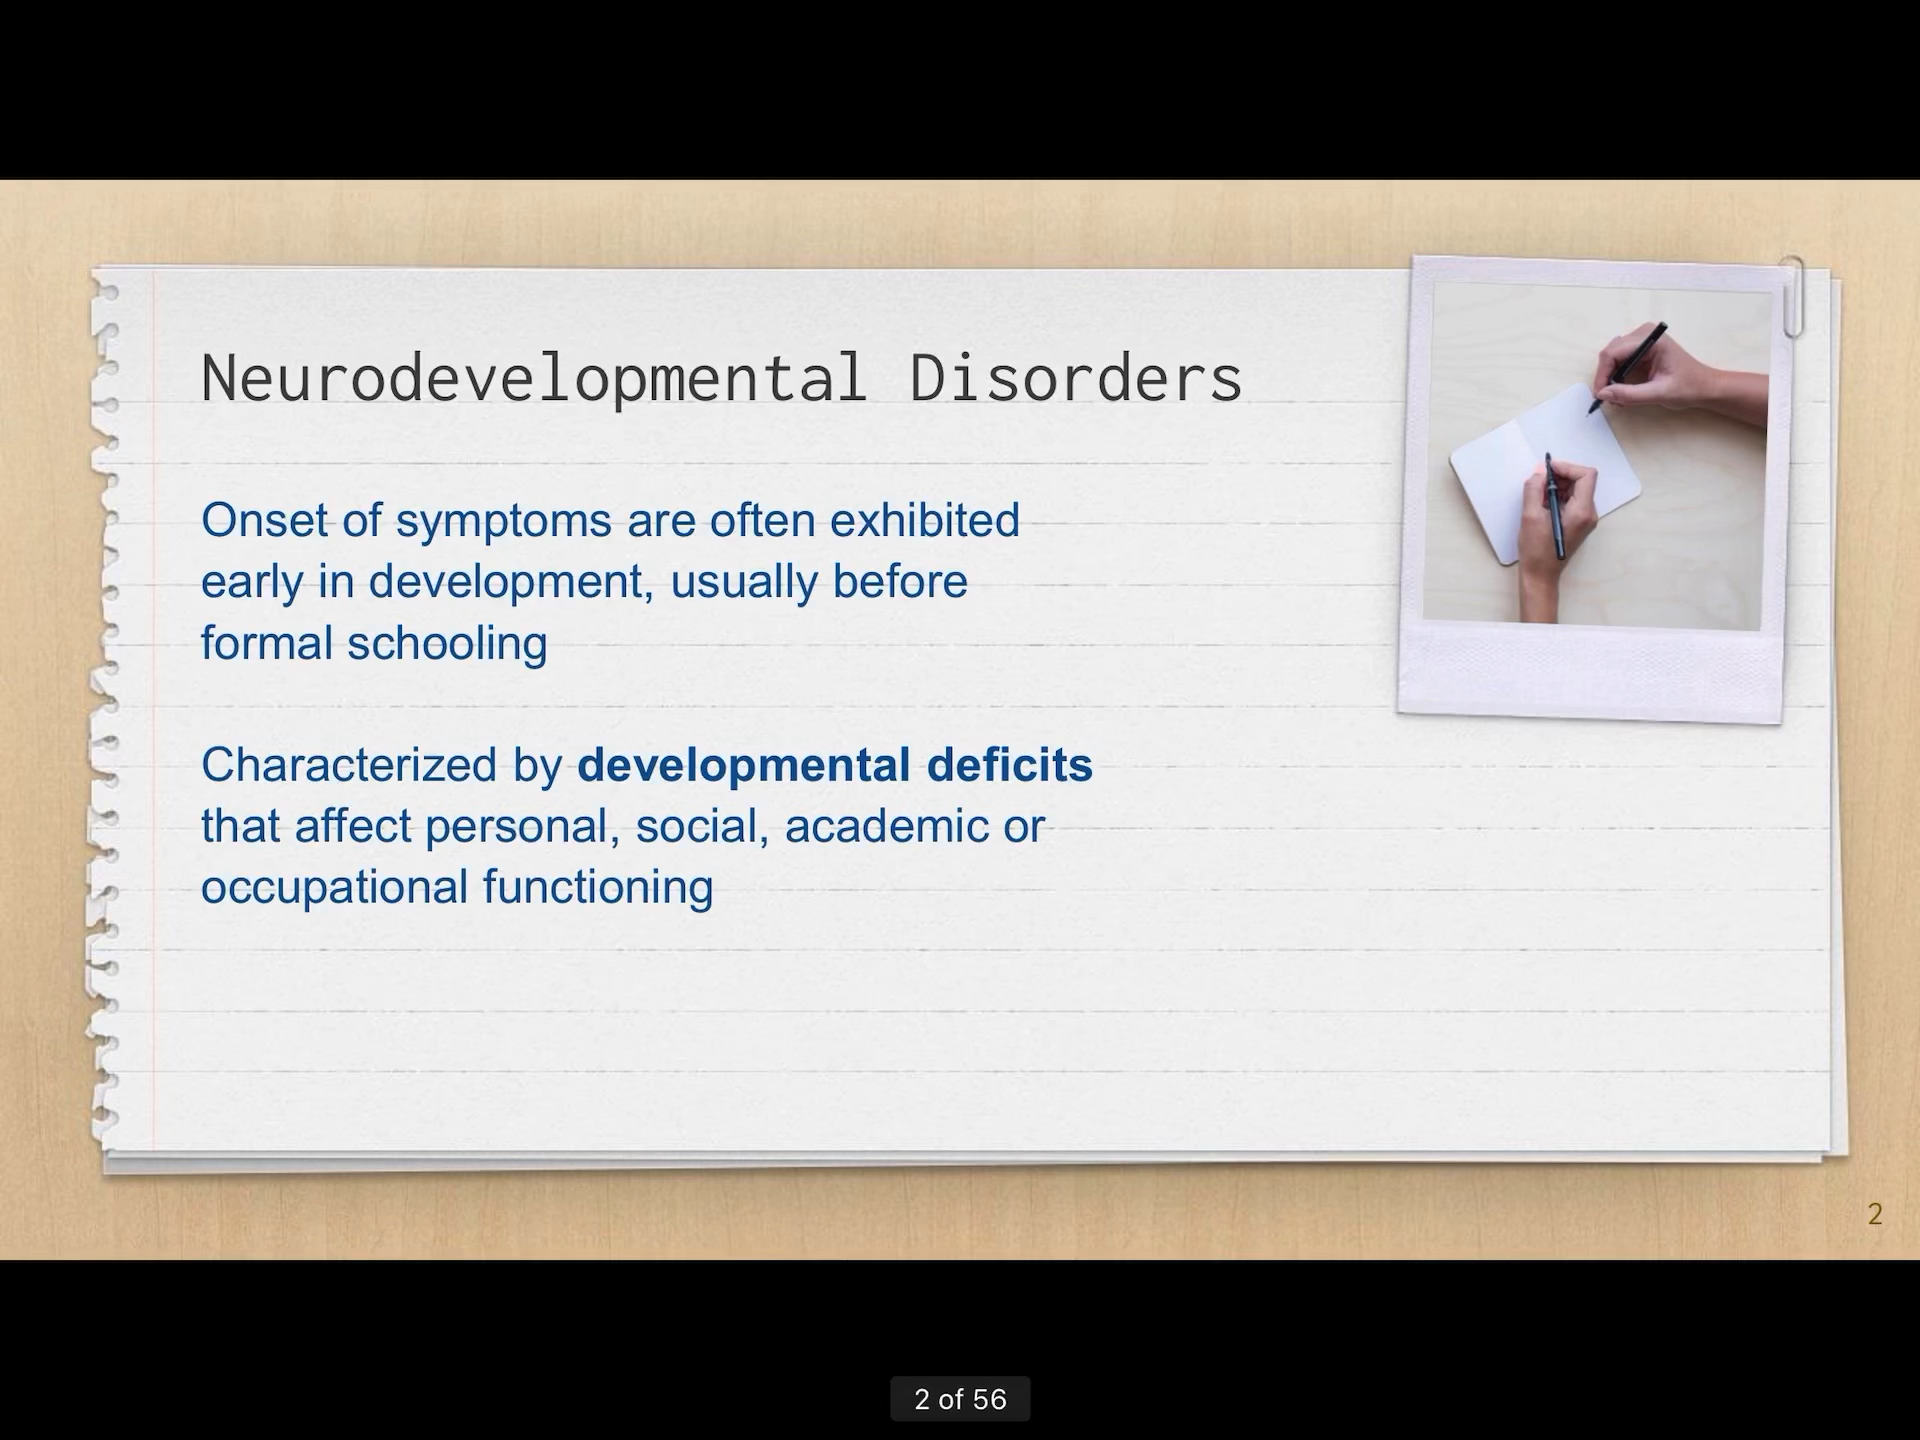 Neurodevelopmental Disorders
Onset of symptoms are often exhibited
early in development, usually before
formal schooling
Characterized by developmental deficits
that affect personal, social, academic or
occupational functioning
2
2 of 56